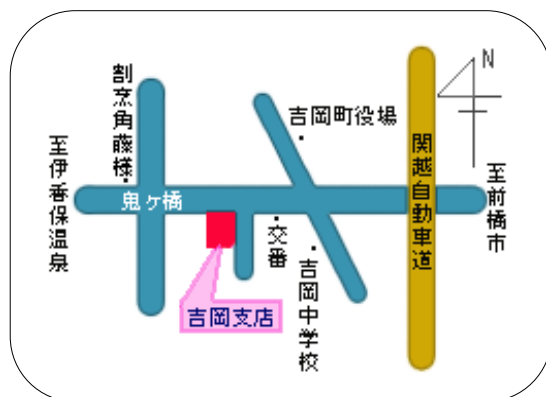 割烹角藤様
至伊香保温泉
鬼ヶ橋
吉岡町役場
関越自動車道
N
至前橋市
交番
吉岡中学校
吉岡支店